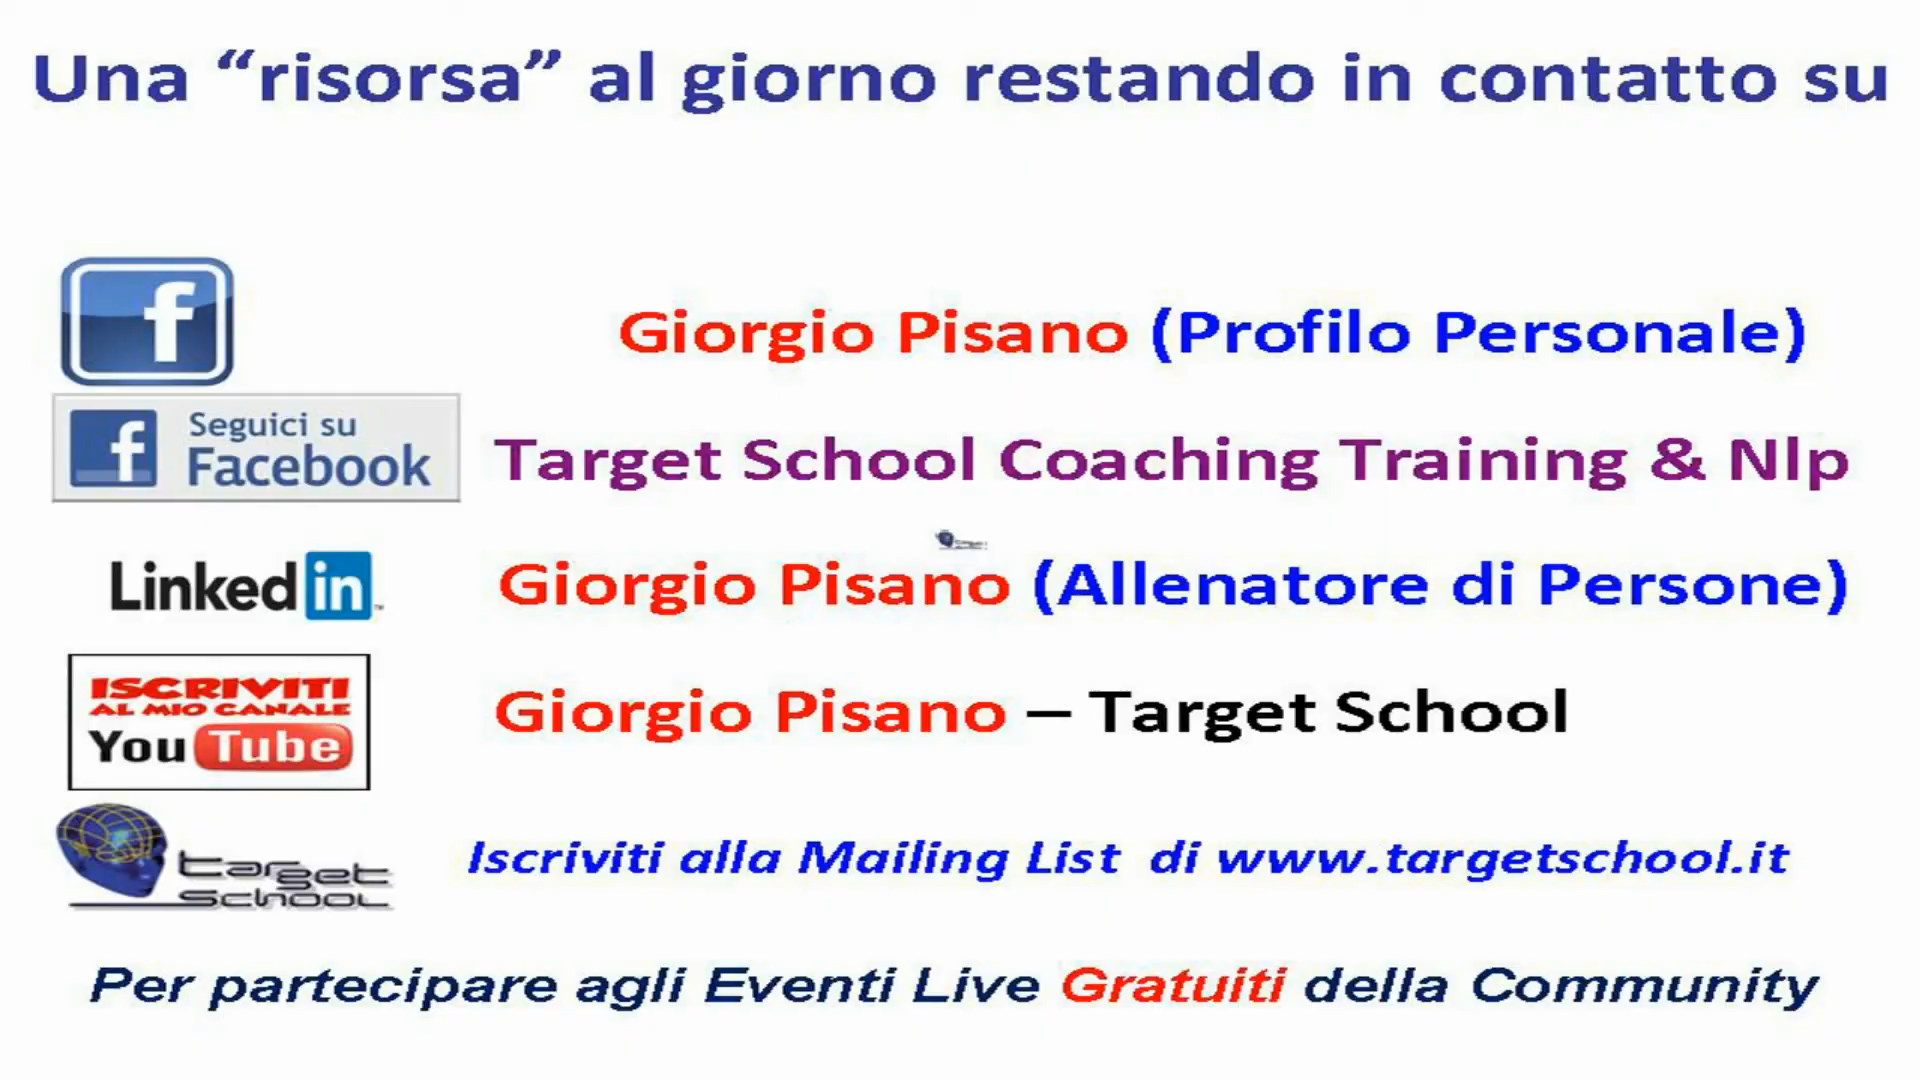 Una “risorsa” al giorno restando in contatto su
f
Giorgio Pisano (Profilo Personale)
f Seguici su
Facebook
Target School Coaching Training & Nlp
Linked in
Giorgio Pisano (Allenatore di Persone)
ISCRIVITI
AL MIO CANALE
You Tube
Giorgio Pisano – Target School
target
school
Iscriviti alla Mailing List di www.targetschool.it
Per partecipare agli Eventi Live Gratuiti della Community